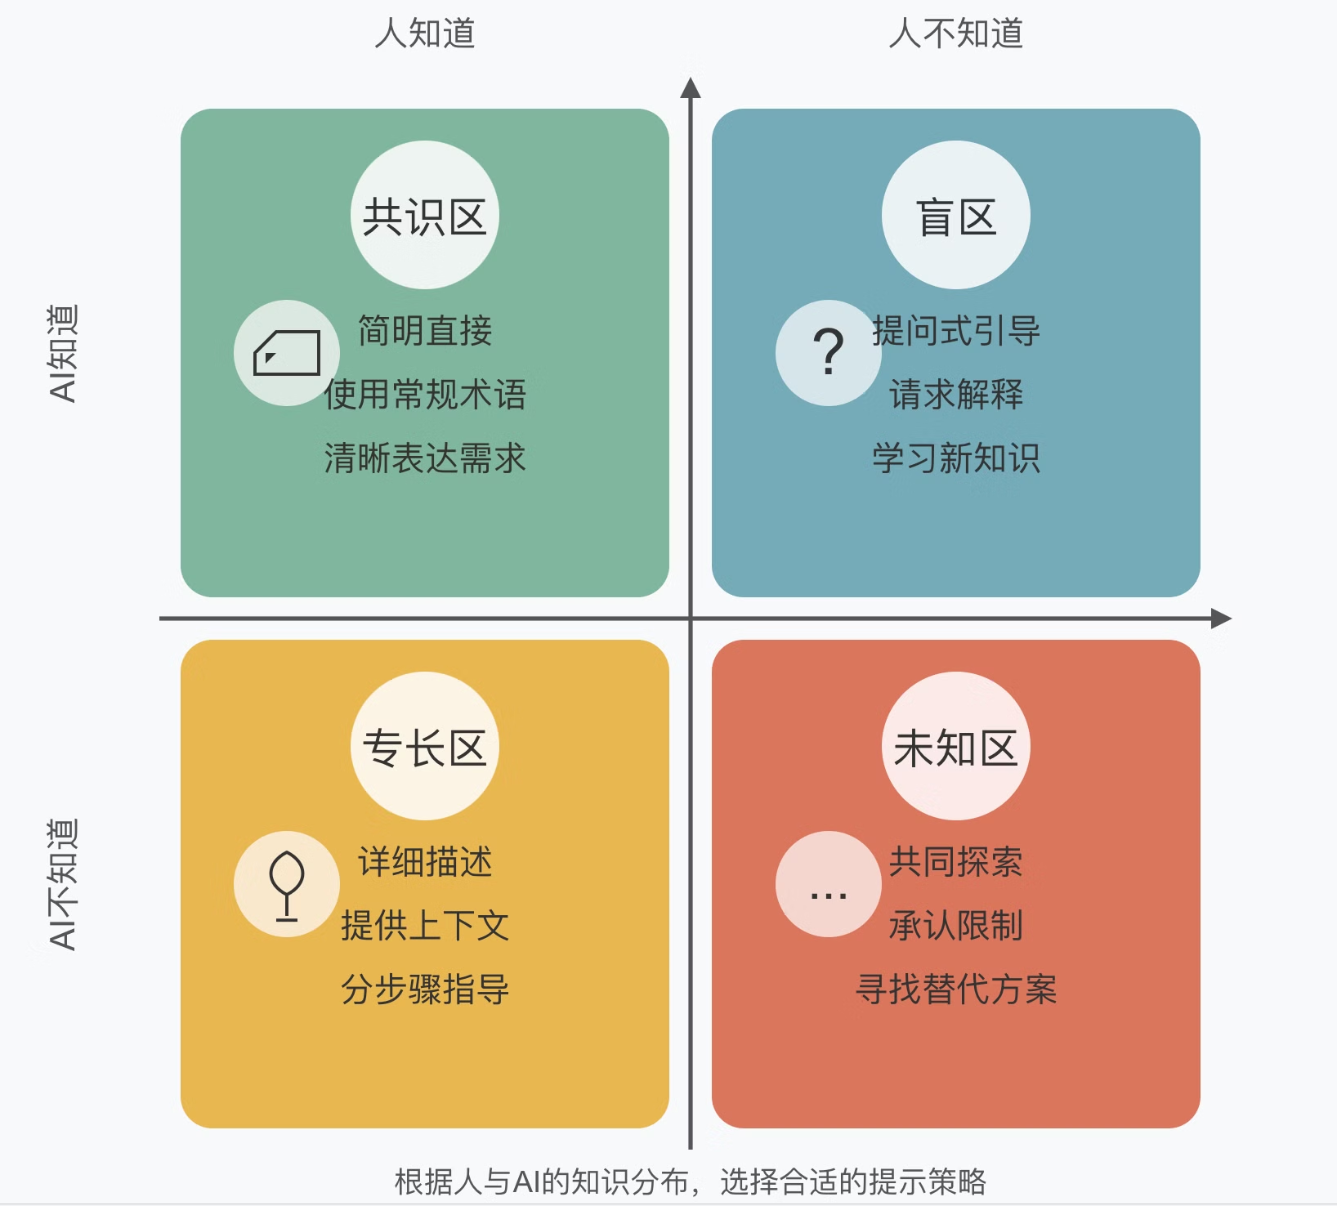 人知道
人不知道
AI知道
共识区
简明直接
使用常规术语
清晰表达需求
盲区
?
提问式引导
请求解释
学习新知识
AI不知道
专长区
详细描述
提供上下文
分步骤指导
未知区
...
共同探索
承认限制
寻找替代方案
根据人与AI的知识分布，选择合适的提示策略